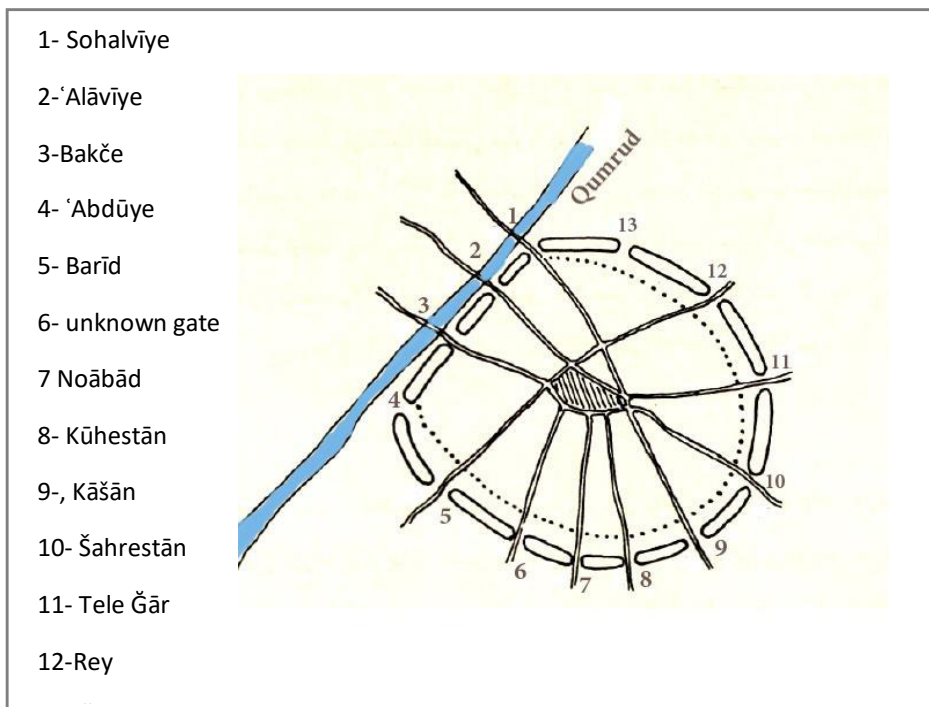 1- Sohalvīye
2-ʿAlāvīye
3-Bakče
4- ʿAbdūye
5- Barīd
6- unknown gate
7 Noābād
8- Kūhestān
9-, Kāšān
10- Šahrestān
11- Tele Ğār
12-Rey
Qumrud
1
2
3
4
5
6
7
8
9
10
11
12
13